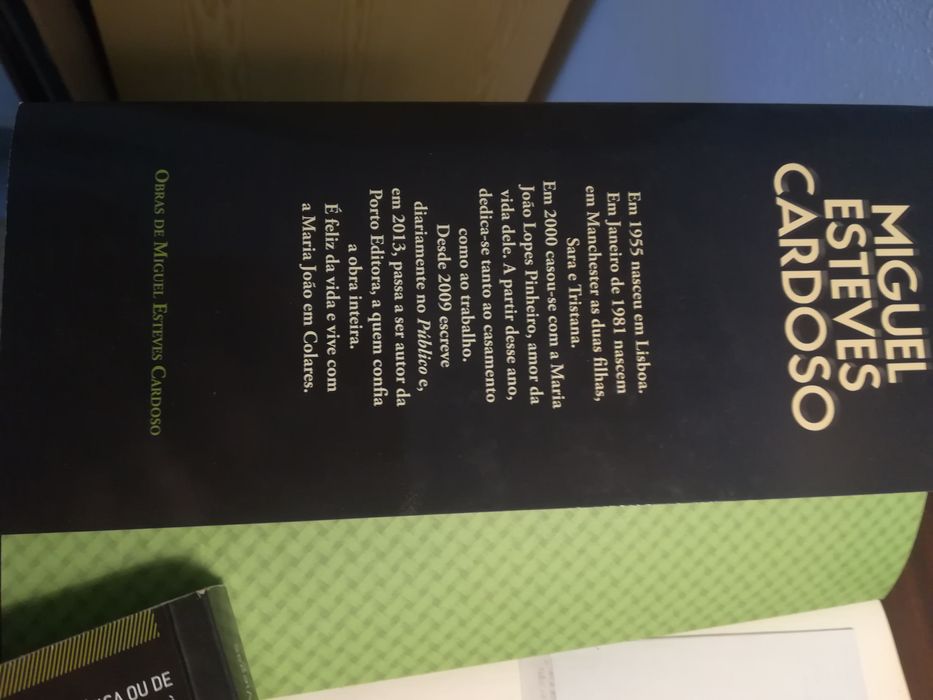 MIGUEL
ESTEVES
CARDOSO
Em 1955 nasceu em Lisboa.
Em Janeiro de 1981 nascem
em Manchester as duas filhas,
Sara e Tristana.
Em 2000 casou-se com a Maria
João Lopes Pinheiro, amor da
vida dele. A partir desse ano,
dedica-se tanto ao casamento
como ao trabalho.
Desde 2009 escreve
diariamente no Público e,
em 2013, passa a ser autor da
Porto Editora, a quem confia
a obra inteira.
É feliz da vida e vive com
a Maria João em Colares.
OBRAS DE MIGUEL ESTEVES CARDOSO
OU DE